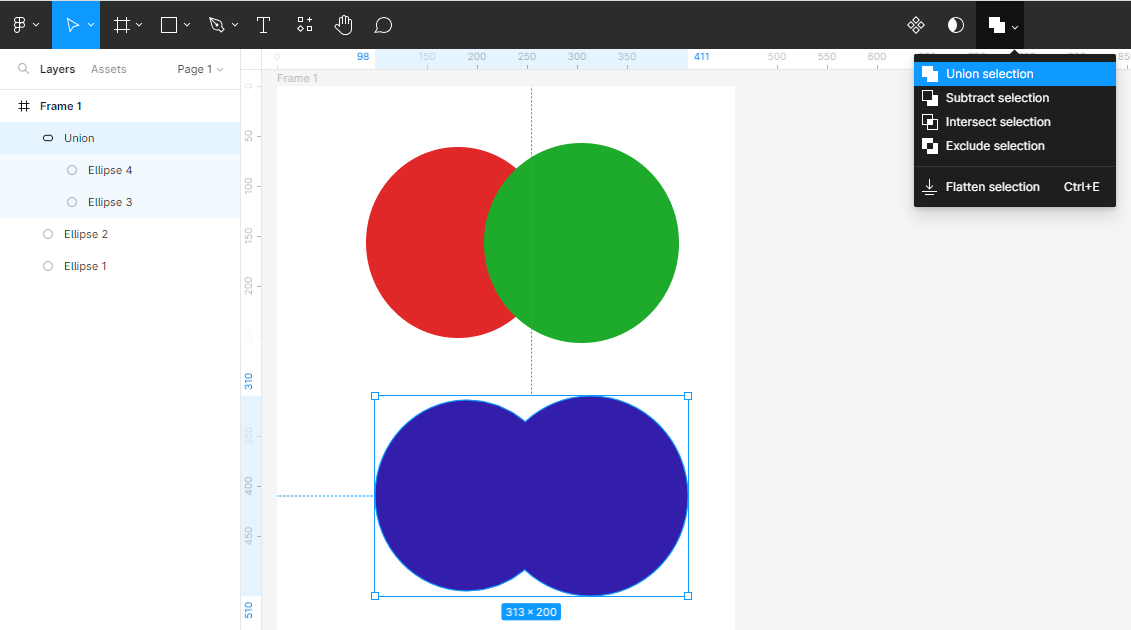 Layers
Assets
Page 1
Frame 1
Union
Ellipse 4
Ellipse 3
Ellipse 2
Ellipse 1
0
98
150
200
250
300
350
411
500
550
600
Frame 1
0
50
100
150
200
310
350
400
450
510
313 × 200
Union selection
Subtract selection
Intersect selection
Exclude selection
Flatten selection Ctrl+E